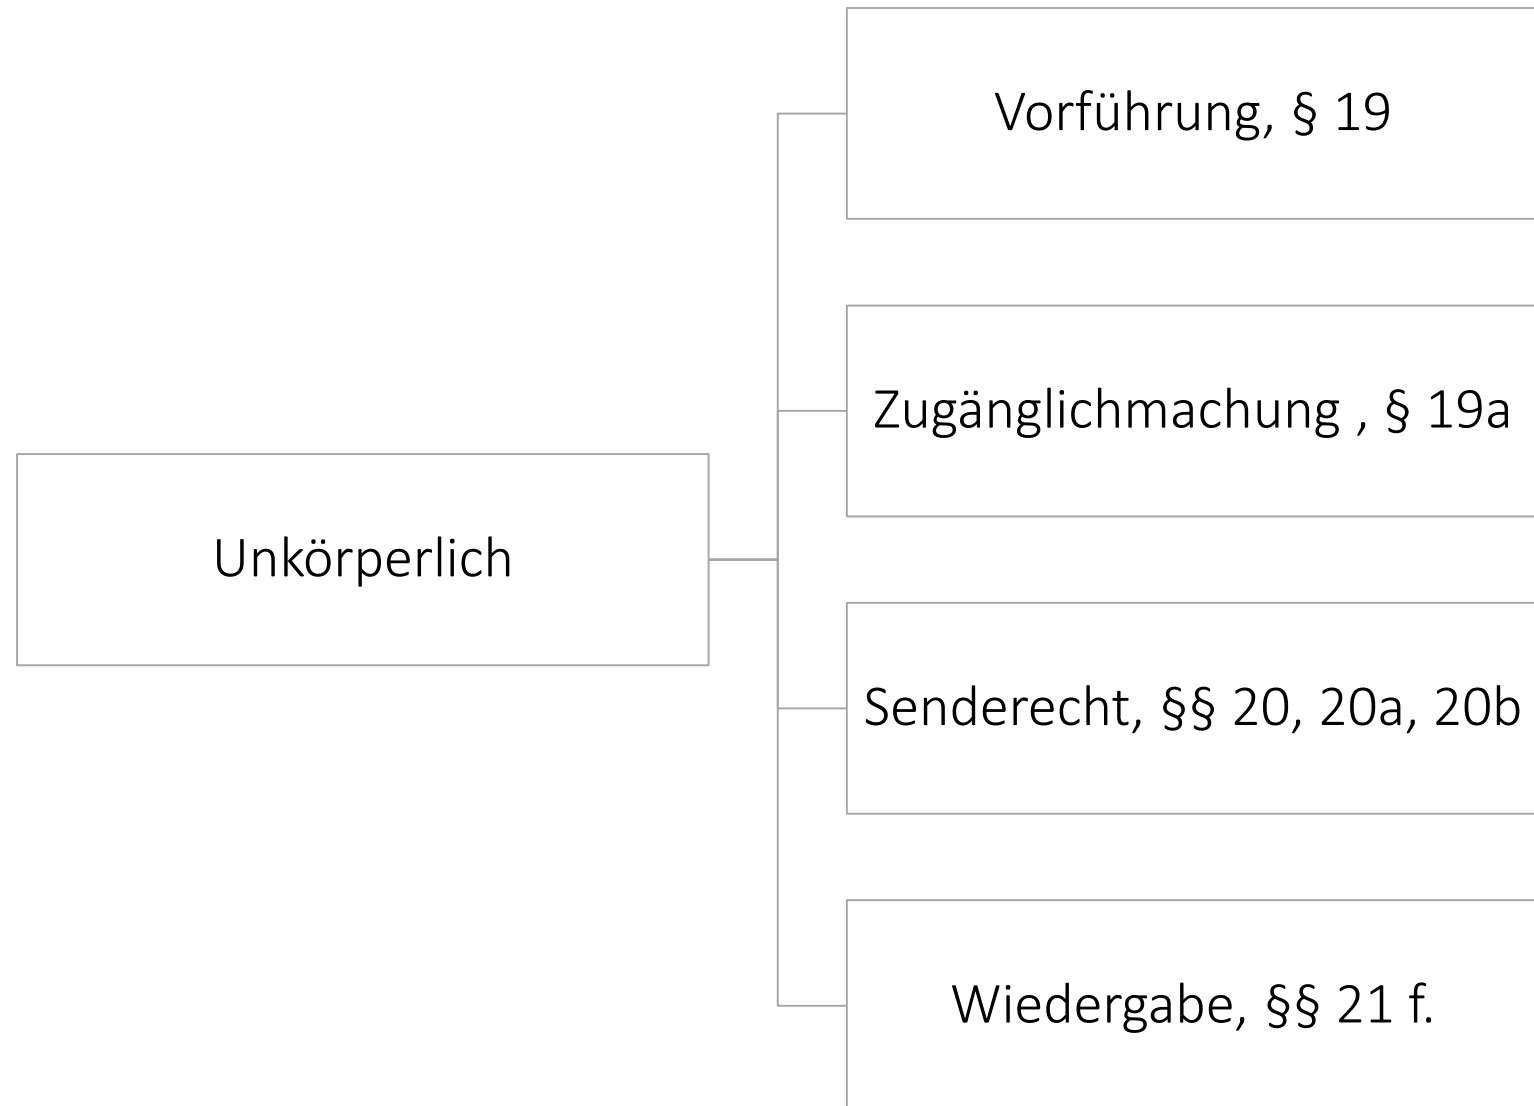 Vorführung, § 19
Zugänglichmachung , § 19a
Unkörperlich
Senderecht, §§ 20, 20a, 20b
Wiedergabe, §§ 21 f.